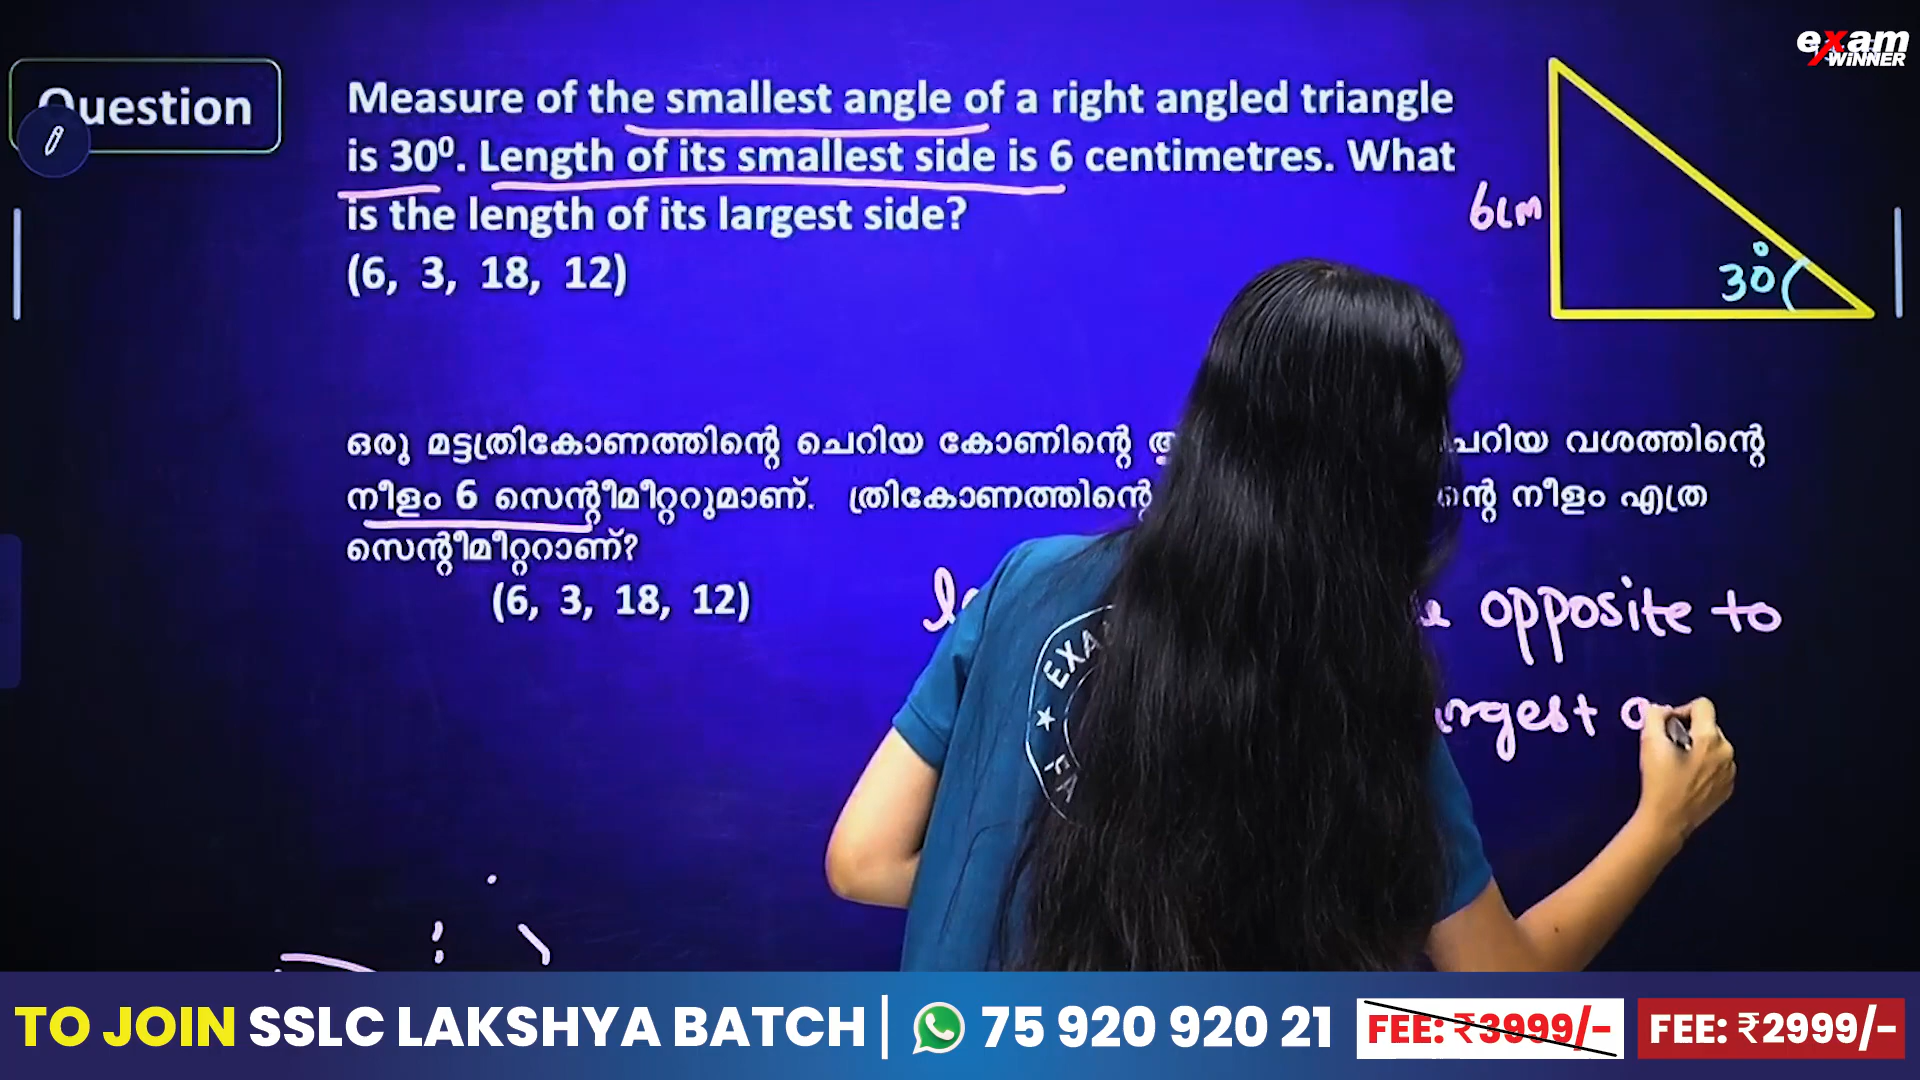 exam
WINNER
Question
Measure of the smallest angle of a right angled triangle
is 30⁰. Length of its smallest side is 6 centimetres. What
is the length of its largest side?
(6, 3, 18, 12)
6cm
30°
ഒരു മട്ടത്രികോണത്തിന്റെ ചെറിയ കോണിന്റെ വശത്തിന്റെ
നീളം 6 സെന്റീമീറ്ററുമാണ്. ത്രികോണത്തിന്റെ നീളം എത്ര
സെന്റീമീറ്ററാണ്?
(6, 3, 18, 12)
opposite to
TO JOIN SSLC LAKSHYA BATCH | 75 920 920 21 FEE: ₹3999/- FEE: ₹2999/-